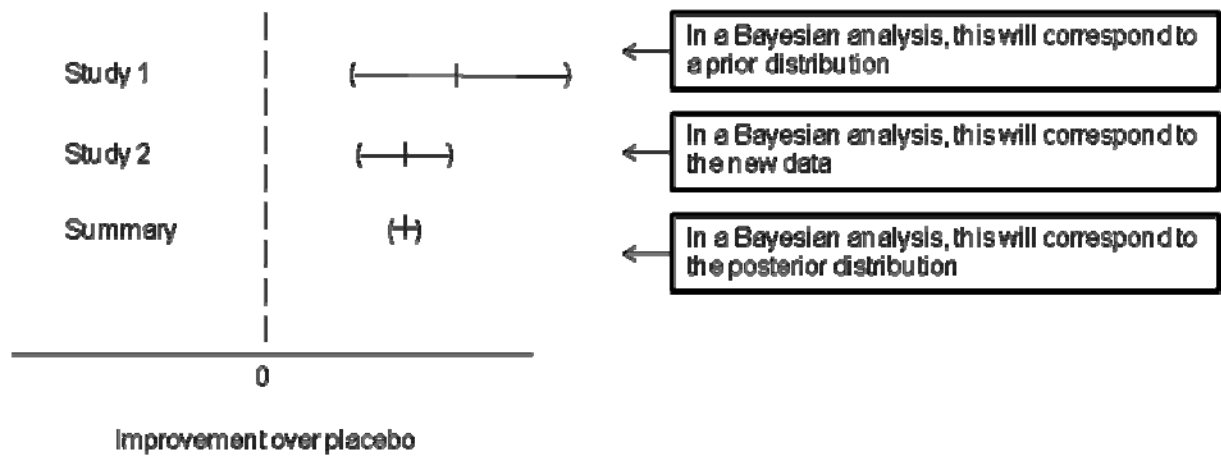 In a Bayesian analysis, this will correspond to
a prior distribution
Study 1
In a Bayesian analysis, this will correspond to
the new data
Study 2
Summary
In a Bayesian analysis, this will correspond to
the posterior distribution
0
Improvement over placebo